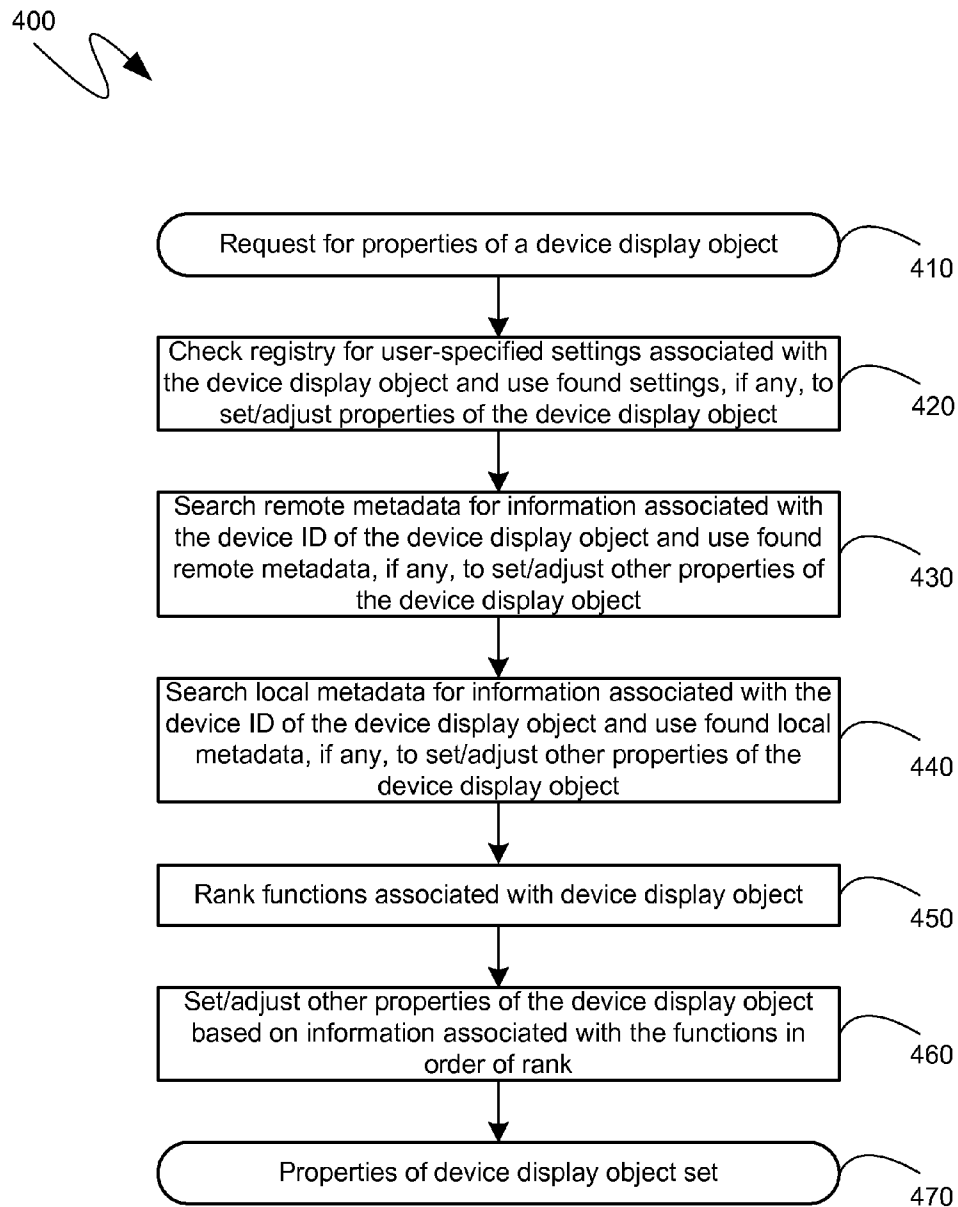 400
Request for properties of a device display object
410
Check registry for user-specified settings associated with
the device display object and use found settings, if any, to
set/adjust properties of the device display object
420
Search remote metadata for information associated with
the device ID of the device display object and use found
remote metadata, if any, to set/adjust other properties of
the device display object
430
Search local metadata for information associated with the
device ID of the device display object and use found local
metadata, if any, to set/adjust other properties of the
device display object
440
Rank functions associated with device display object
450
Set/adjust other properties of the device display object
based on information associated with the functions in
order of rank
460
Properties of device display object set
470